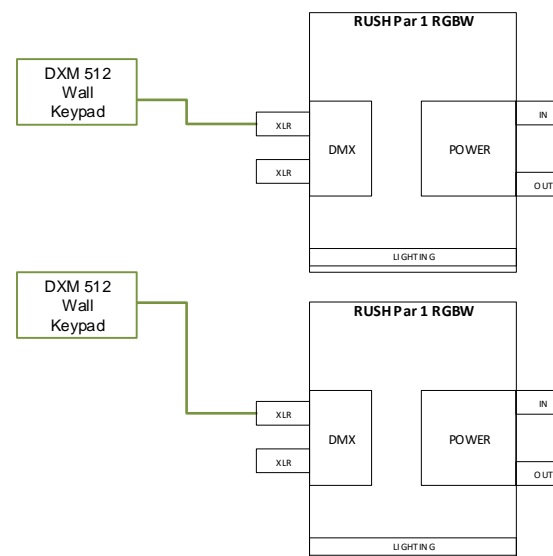 RUSH Par 1 RGBW
DXM 512
Wall
Keypad
XLR
IN
DMX
POWER
XLR
OUT
LIGHTING
DXM 512
Wall
Keypad
RUSH Par 1 RGBW
XLR
IN
DMX
POWER
XLR
OUT
LIGHTING